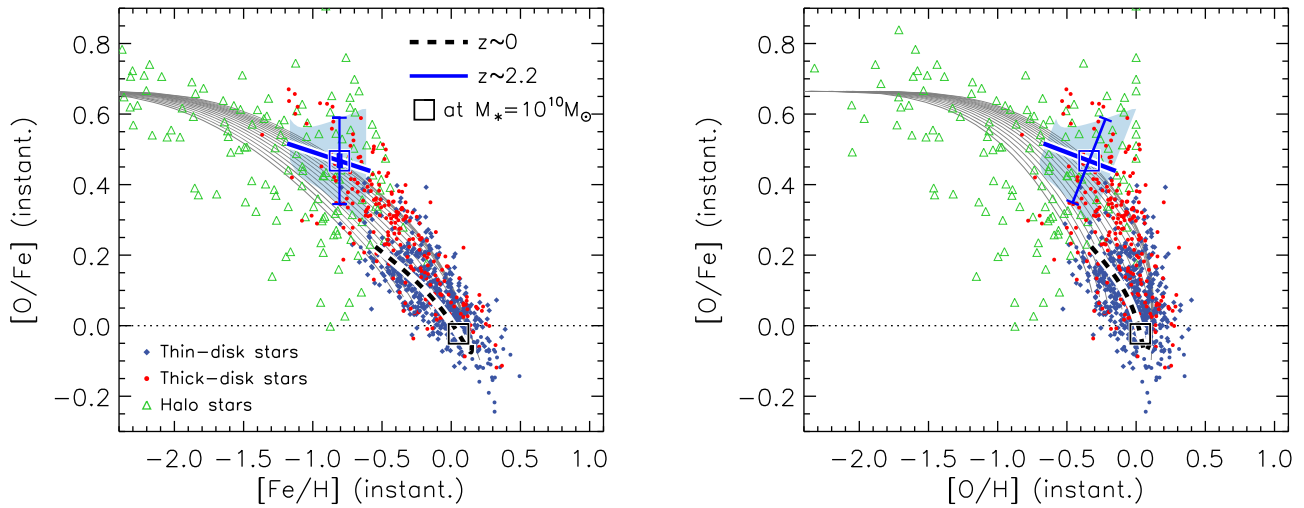 0.8
0.6
0.4
0.2
0.0
−0.2
[O/Fe] (instant.)
−2.0 −1.5 −1.0 −0.5 0.0 0.5 1.0
[Fe/H] (instant.)
z~0
z~2.2
at M*=10¹⁰M☉
Thin−disk stars
Thick−disk stars
Halo stars
0.8
0.6
0.4
0.2
0.0
−0.2
[O/Fe] (instant.)
−2.0 −1.5 −1.0 −0.5 0.0 0.5 1.0
[O/H] (instant.)